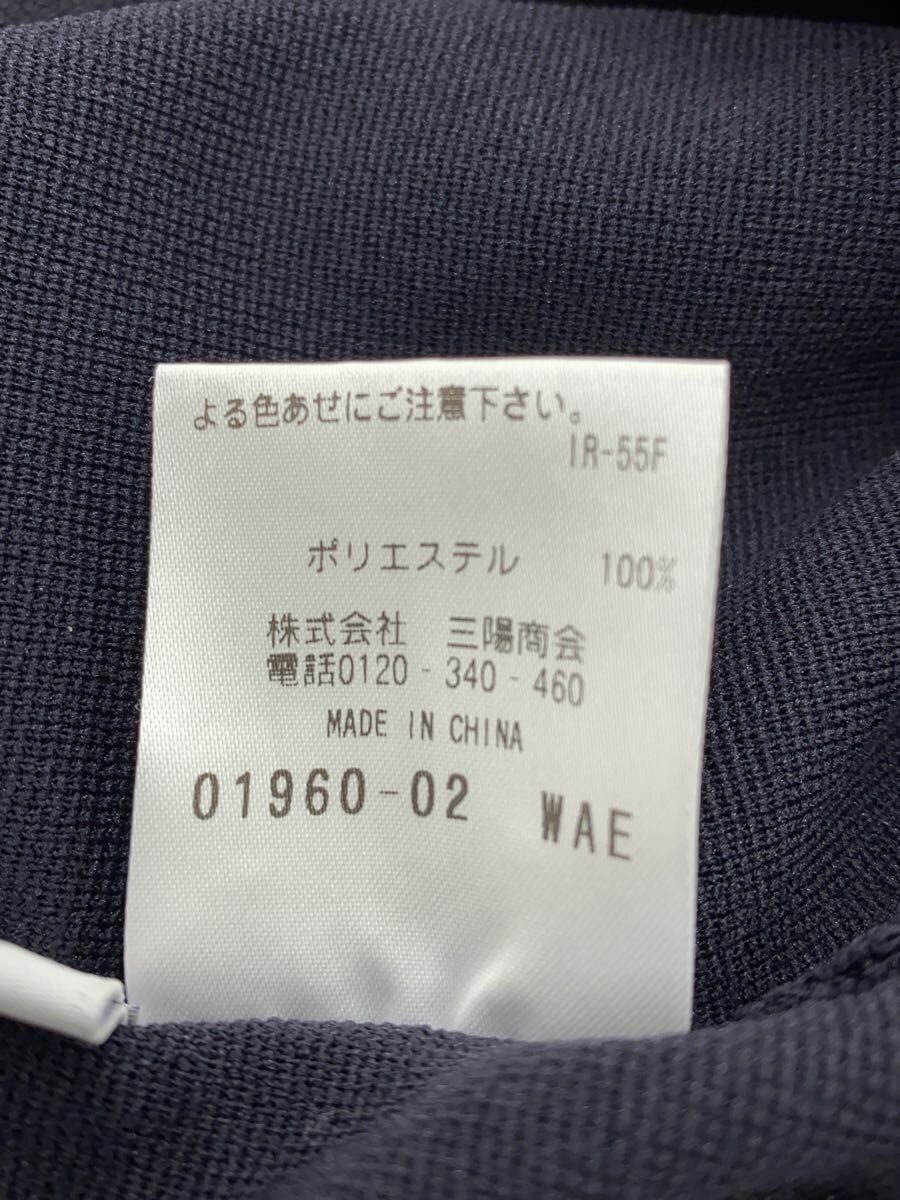 よる色あせにご注意下さい。
IR-55F
ポリエステル 100%
株式会社 三陽商会
電話0120-340-460
MADE IN CHINA
01960-02 WAE